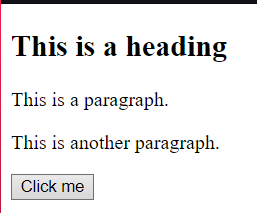 This is a heading
This is a paragraph.
This is another paragraph.
Click me